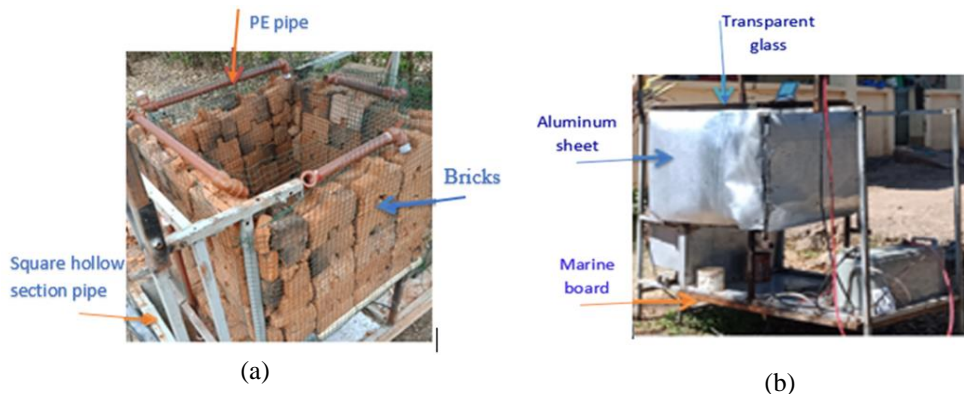 PE pipe
Bricks
Square hollow
section pipe
(a)
Transparent
glass
Aluminum
sheet
Marine
board
(b)